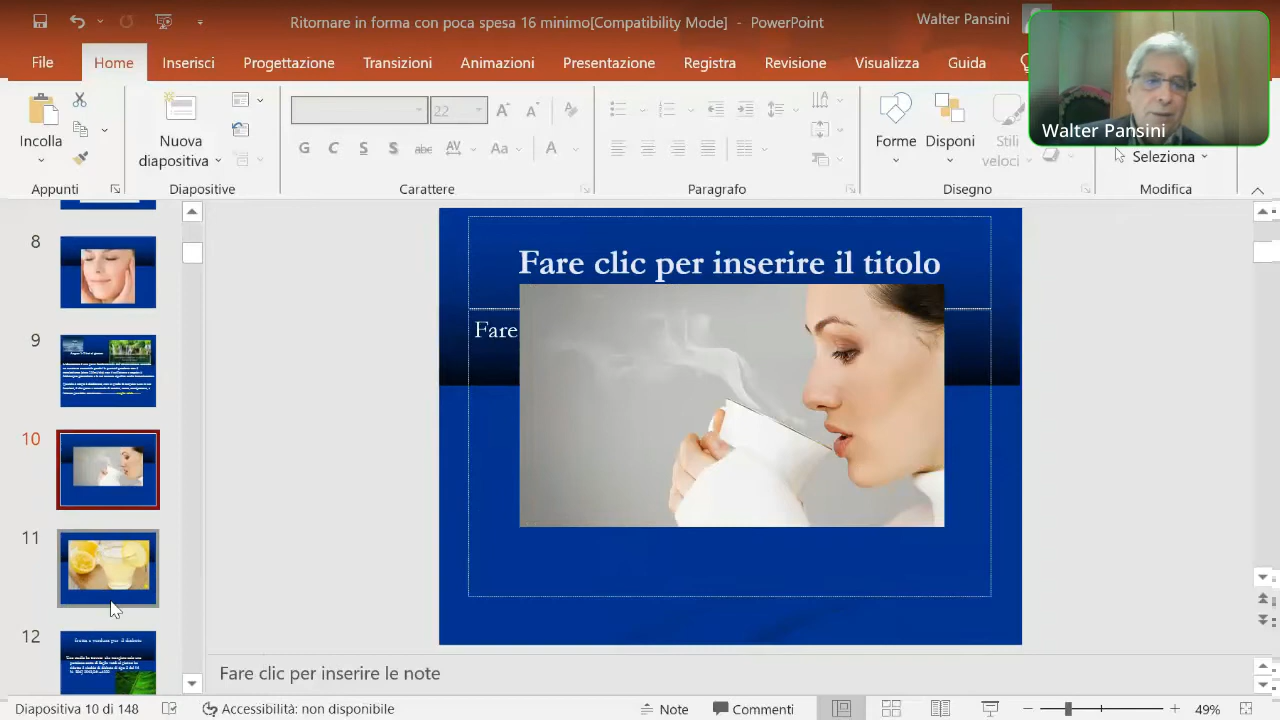 Ritornare in forma con poca spesa 16 minimo[Compatibility Mode] - PowerPoint
Walter Pansini
File Home Inserisci Progettazione Transizioni Animazioni Presentazione Registra Revisione Visualizza Guida
Walter Pansini
Incolla
Nuova
diapositiva
22
G
Aa
A
Forme
Disponi
Stili
veloci
Seleziona
Appunti Diapositive Carattere Paragrafo Disegno Modifica
8
9
10
11
12
Fare clic per inserire il titolo
Fare
Fare clic per inserire le note
Diapositiva 10 di 148 Accessibilità: non disponibile Note Commenti 49%